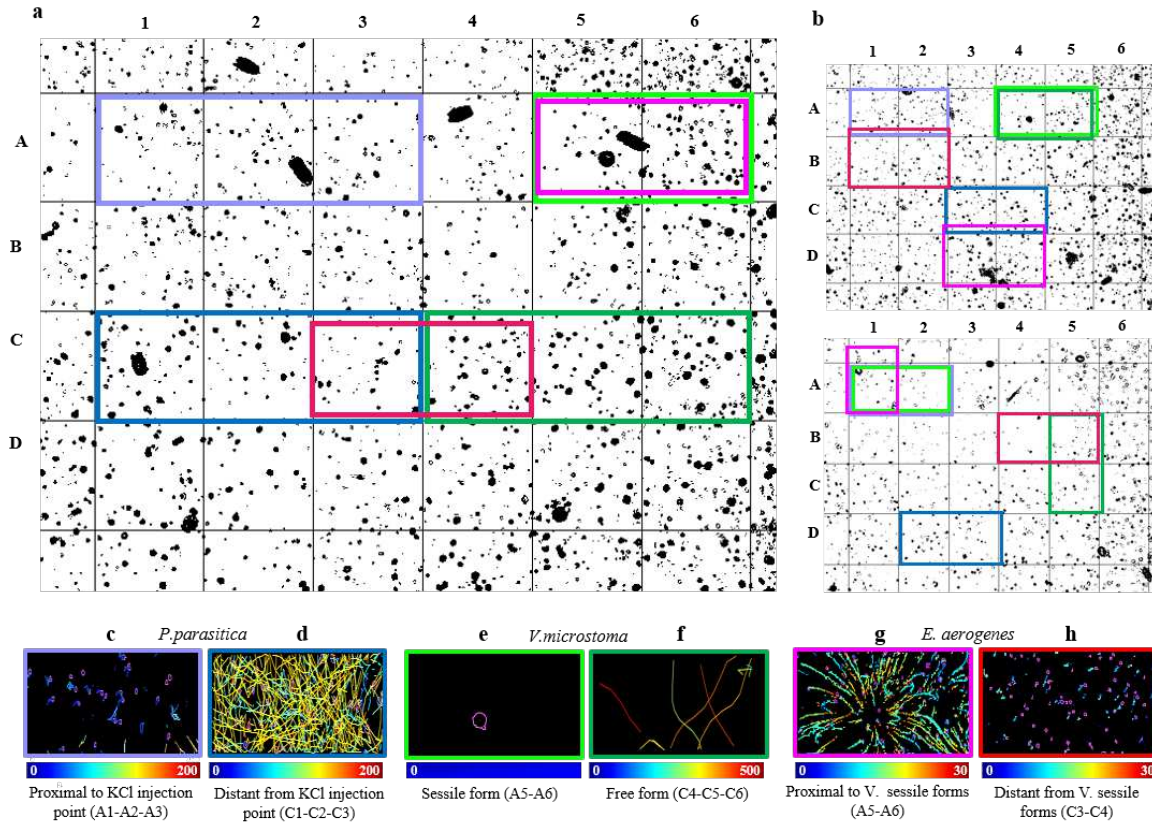 a
1 2 3 4 5 6
A
B
C
D
b
1 2 3 4 5 6
A
B
C
D
1 2 3 4 5 6
A
B
C
D
c P.parasitica d
e V.microstoma f
g E. aerogenes h
0 200
Proximal to KCl injection
point (A1-A2-A3)
0 200
Distant from KCl injection
point (C1-C2-C3)
0
Sessile form (A5-A6)
0 500
Free form (C4-C5-C6)
0 30
Proximal to V. sessile forms
(A5-A6)
0 30
Distant from V. sessile
forms (C3-C4)